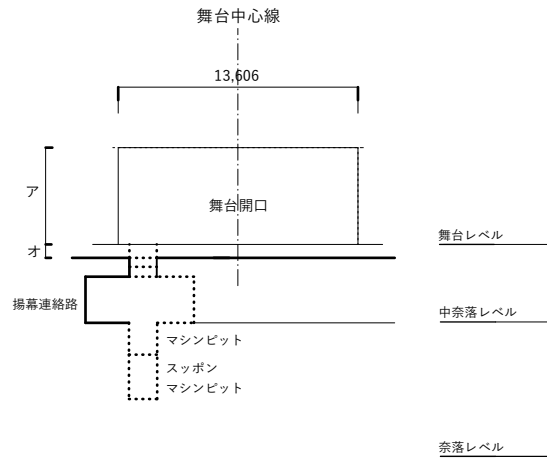 舞台中心線
13,606
ア
舞台開口
オ
舞台レベル
揚幕連絡路
中奈落レベル
マシンピット
スッポン
マシンピット
奈落レベル